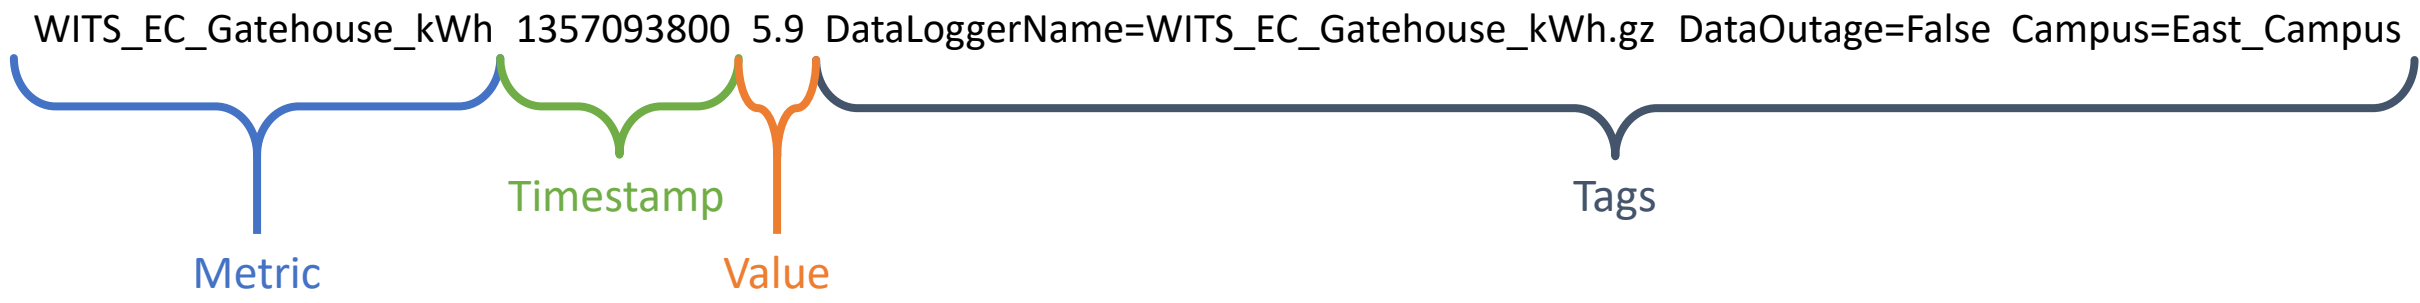 WITS_EC_Gatehouse_kWh 1357093800 5.9 DataLoggerName=WITS_EC_Gatehouse_kWh.gz DataOutage=False Campus=East_Campus
Timestamp Tags
Metric Value